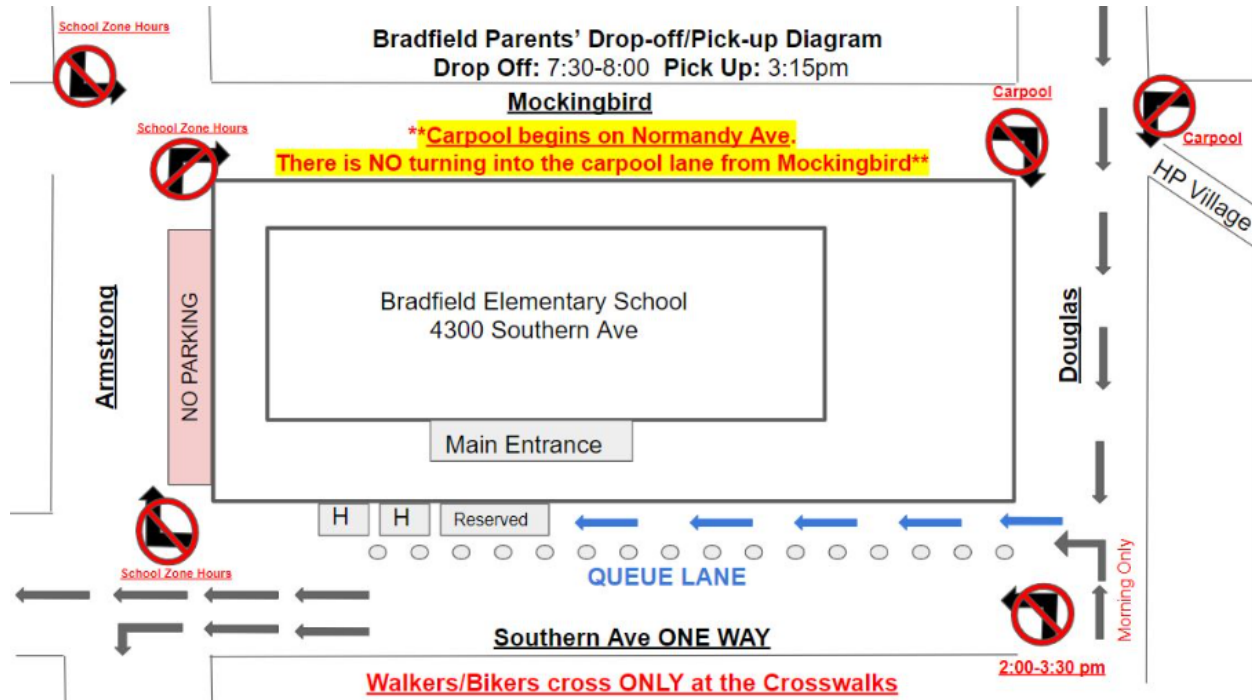 School Zone Hours
Bradfield Parents’ Drop-off/Pick-up Diagram
Drop Off: 7:30-8:00 Pick Up: 3:15pm
Mockingbird
Carpool
School Zone Hours
**Carpool begins on Normandy Ave.
There is NO turning into the carpool lane from Mockingbird**
Carpool
HP Village
Armstrong
NO PARKING
Bradfield Elementary School
4300 Southern Ave
Douglas
Main Entrance
H
H
Reserved
School Zone Hours
QUEUE LANE
Morning Only
Southern Ave ONE WAY
2:00-3:30 pm
Walkers/Bikers cross ONLY at the Crosswalks